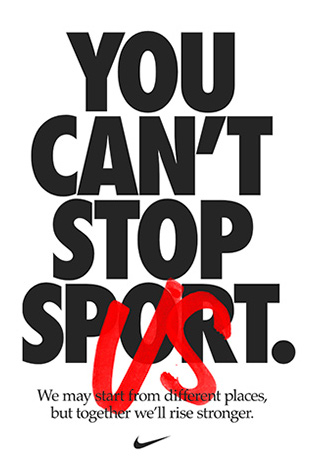 YOU
CAN'T
STOP
SPORT.
US
We may start from different places,
but together we'll rise stronger.